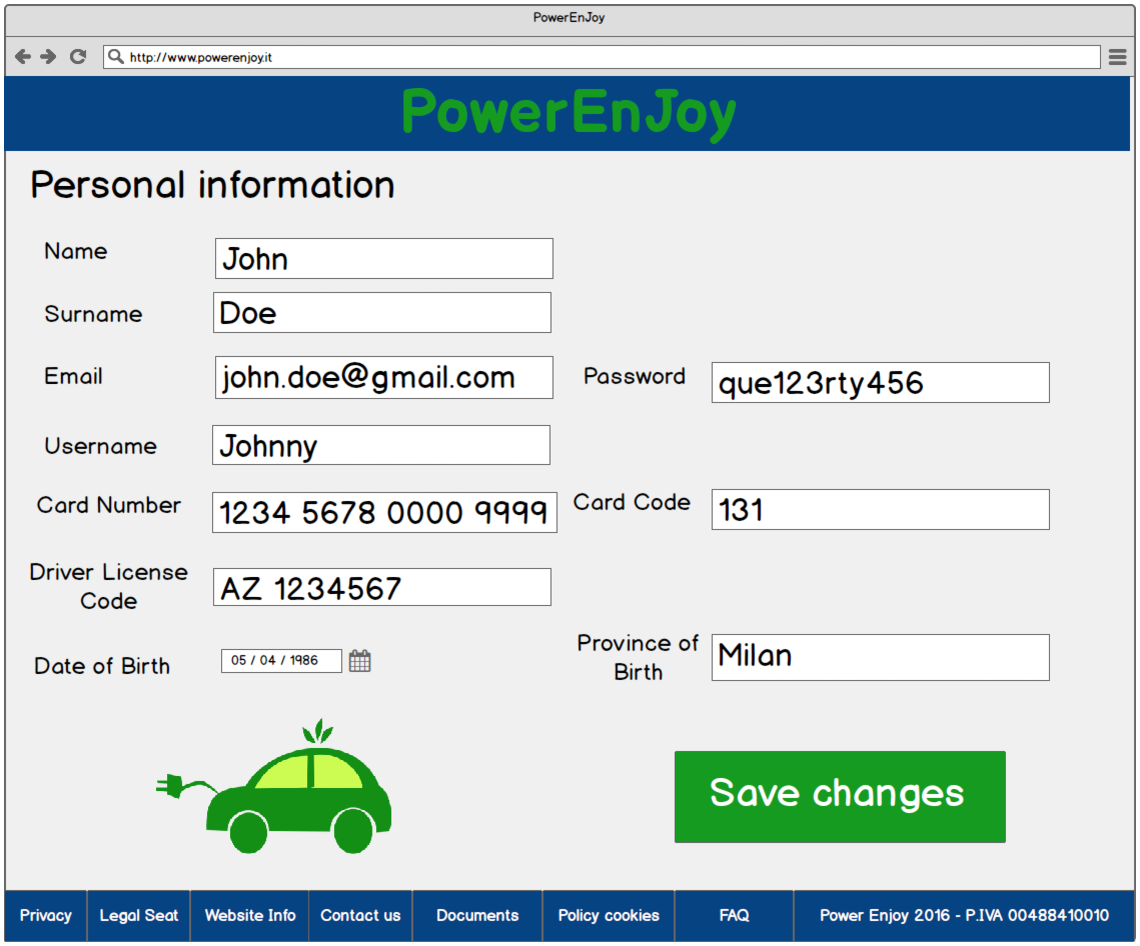 PowerEnJoy
http://www.powerenjoy.it
PowerEnJoy
Personal information
Name
John
Surname
Doe
Email
john.doe@gmail.com
Password
que123rty456
Username
Johnny
Card Number
1234 5678 0000 9999
Card Code
131
Driver License
Code
AZ 1234567
Date of Birth
05 / 04 / 1986
Province of
Birth
Milan
Save changes
Privacy
Legal Seat
Website Info
Contact us
Documents
Policy cookies
FAQ
Power Enjoy 2016 - P.IVA 00488410010